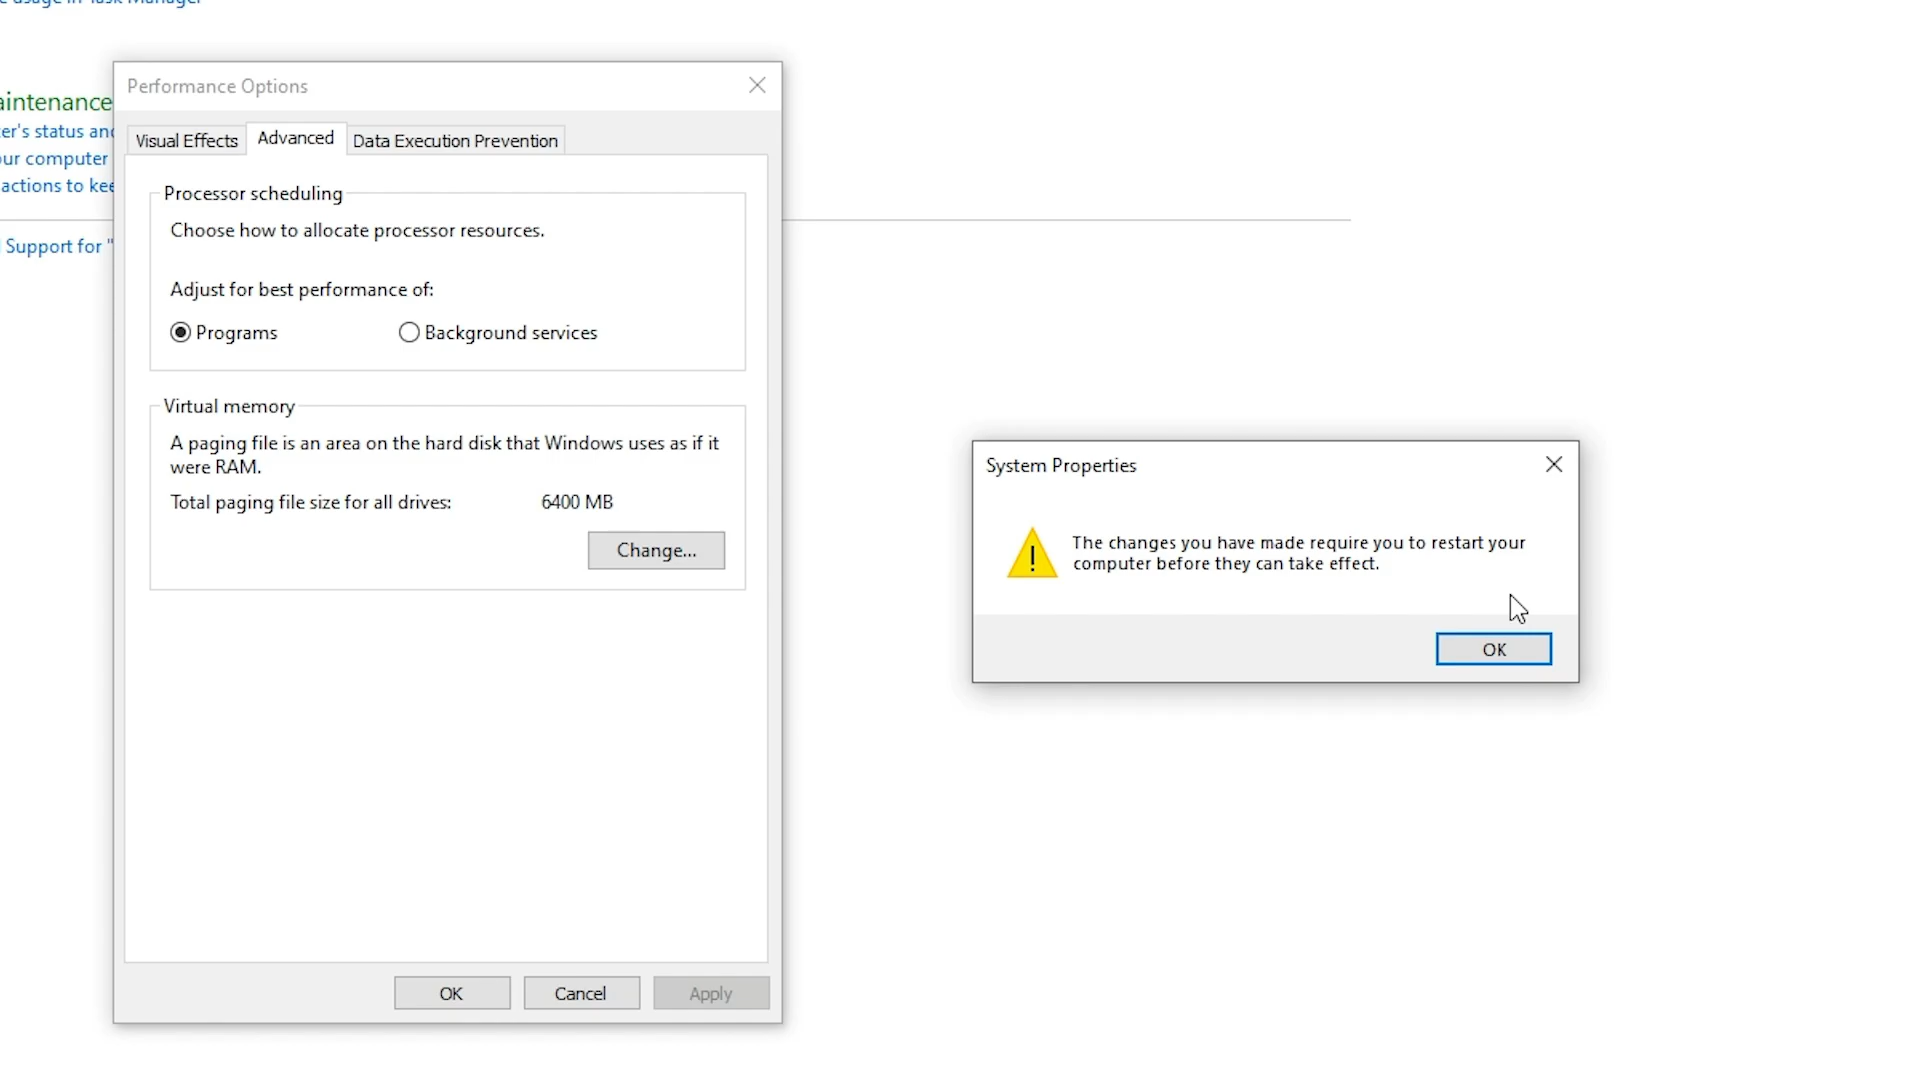 Performance Options
aintenance
er's status and
our computer
actions to kee
Support for "
Visual Effects
Advanced
Data Execution Prevention
Processor scheduling
Choose how to allocate processor resources.
Adjust for best performance of:
Programs
Background services
Virtual memory
A paging file is an area on the hard disk that Windows uses as if it
were RAM.
Total paging file size for all drives: 6400 MB
Change...
OK
Cancel
Apply
System Properties
The changes you have made require you to restart your
computer before they can take effect.
OK